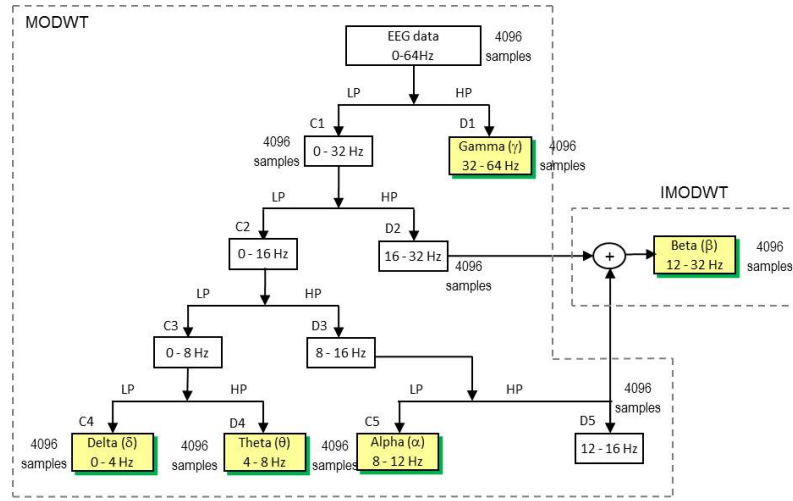 MODWT
EEG data
0-64Hz
4096
samples
LP
HP
C1
D1
4096
samples
0 - 32 Hz
Gamma (γ)
32 - 64 Hz
4096
samples
LP
HP
IMODWT
C2
D2
0 - 16 Hz
16 - 32 Hz
4096
samples
+
Beta (β)
12 - 32 Hz
4096
samples
LP
HP
C3
D3
0 - 8 Hz
8 - 16 Hz
LP
HP
LP
HP
4096
samples
C4
D4
C5
D5
4096
samples
Delta (δ)
0 - 4 Hz
4096
samples
Theta (θ)
4 - 8 Hz
4096
samples
Alpha (α)
8 - 12 Hz
12 - 16 Hz